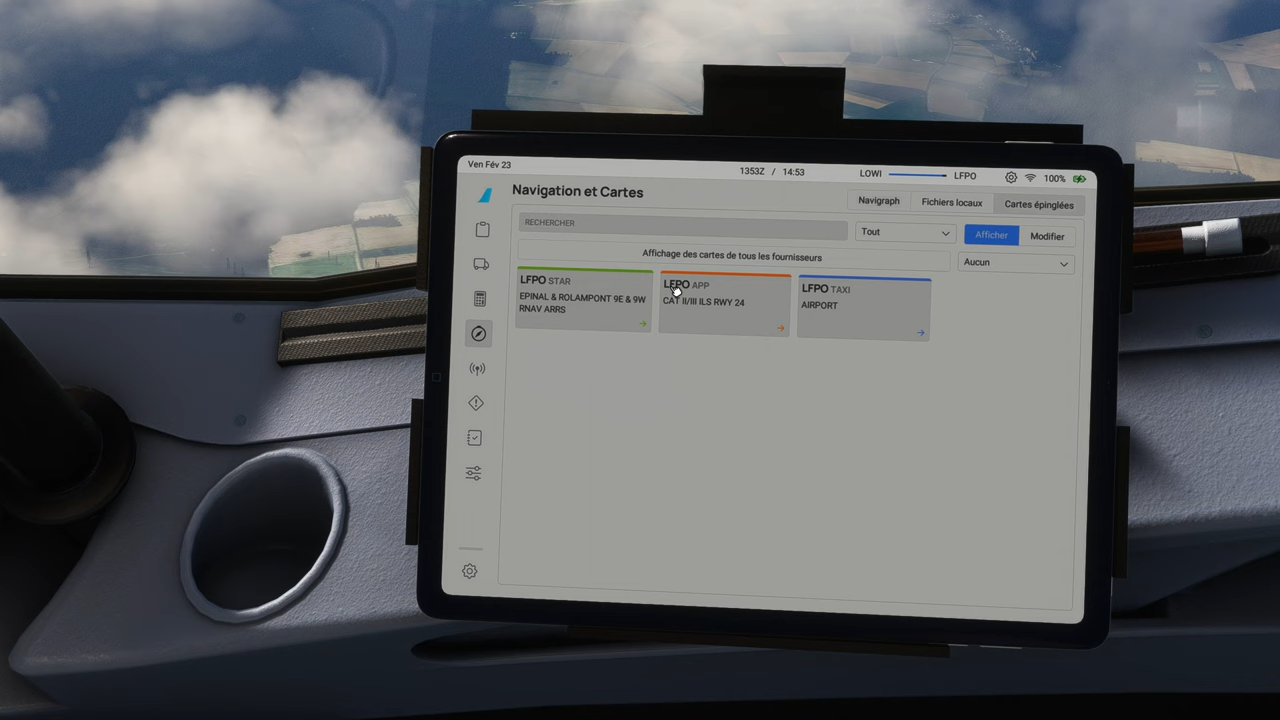 Ven Fév 23
1353Z / 14:53
LOWI LFPO
100%
Navigation et Cartes
Navigraph
Fichiers locaux
Cartes épinglées
RECHERCHER
Tout
Afficher
Modifier
Affichage des cartes de tous les fournisseurs
Aucun
LFPO STAR
EPINAL & ROLAMPONT 9E & 9W
RNAV ARRS
LFPO APP
CAT II/III ILS RWY 24
LFPO TAXI
AIRPORT